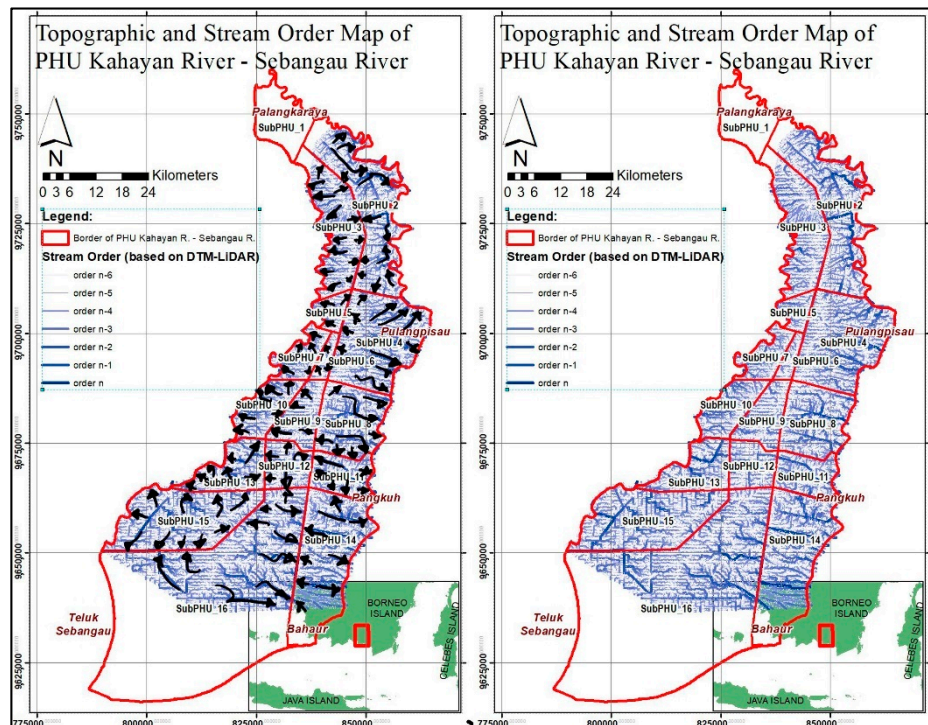 Topographic and Stream Order Map of
PHU Kahayan River - Sebangau River
N
0 3 6 12 18 24 Kilometers
Legend:
Border of PHU Kahayan R. - Sebangau R.
Stream Order (based on DTM-LiDAR)
order n-6
order n-5
order n-4
order n-3
order n-2
order n-1
order n
Palangkaraya
SubPHU_1
SubPHU_2
SubPHU_3
SubPHU_5
Pulangpisau
SubPHU_4
SubPHU_7
SubPHU_6
SubPHU_10
SubPHU_9
SubPHU_8
SubPHU_12
SubPHU_13
SubPHU_11
Pangkuh
SubPHU_15
SubPHU_14
SubPHU_16
Teluk
Sebangau
Bahaur
BORNEO
ISLAND
CELEBES ISLAND
JAVA ISLAND
9750000
9725000
9700000
9675000
9650000
9625000
775000
800000
825000
850000
Topographic and Stream Order Map of
PHU Kahayan River - Sebangau River
N
0 3 6 12 18 24 Kilometers
Legend:
Border of PHU Kahayan R. - Sebangau R.
Stream Order (based on DTM-LiDAR)
order n-6
order n-5
order n-4
order n-3
order n-2
order n-1
order n
Palangkaraya
SubPHU_1
SubPHU_2
SubPHU_3
SubPHU_5
Pulangpisau
SubPHU_4
SubPHU_7
SubPHU_6
SubPHU_10
SubPHU_9
SubPHU_8
SubPHU_12
SubPHU_13
SubPHU_11
Pangkuh
SubPHU_15
SubPHU_14
SubPHU_16
Teluk
Sebangau
Bahaur
BORNEO
ISLAND
CELEBES ISLAND
JAVA ISLAND
9750000
9725000
9700000
9675000
9650000
9625000
775000
800000
825000
850000